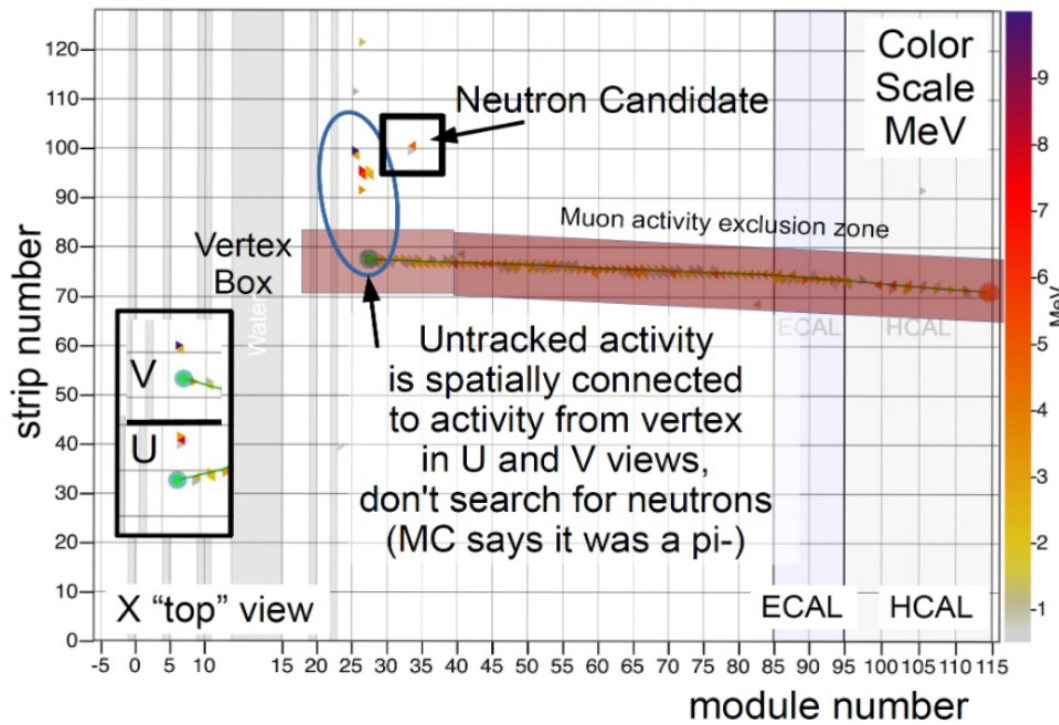 120
110
100
90
80
70
60
50
40
30
20
10
0
strip number
-5 0 5 10 15 20 25 30 35 40 45 50 55 60 65 70 75 80 85 90 95 105 115
module number
Color
Scale
MeV
Neutron Candidate
Muon activity exclusion zone
Vertex
Box
Water
ECAL
HCAL
V
U
Untracked activity
is spatially connected
to activity from vertex
in U and V views,
don't search for neutrons
(MC says it was a pi-)
X “top” view
ECAL
HCAL
-9
-8
-7
-6
-5
-4
-3
-2
-1
MeV